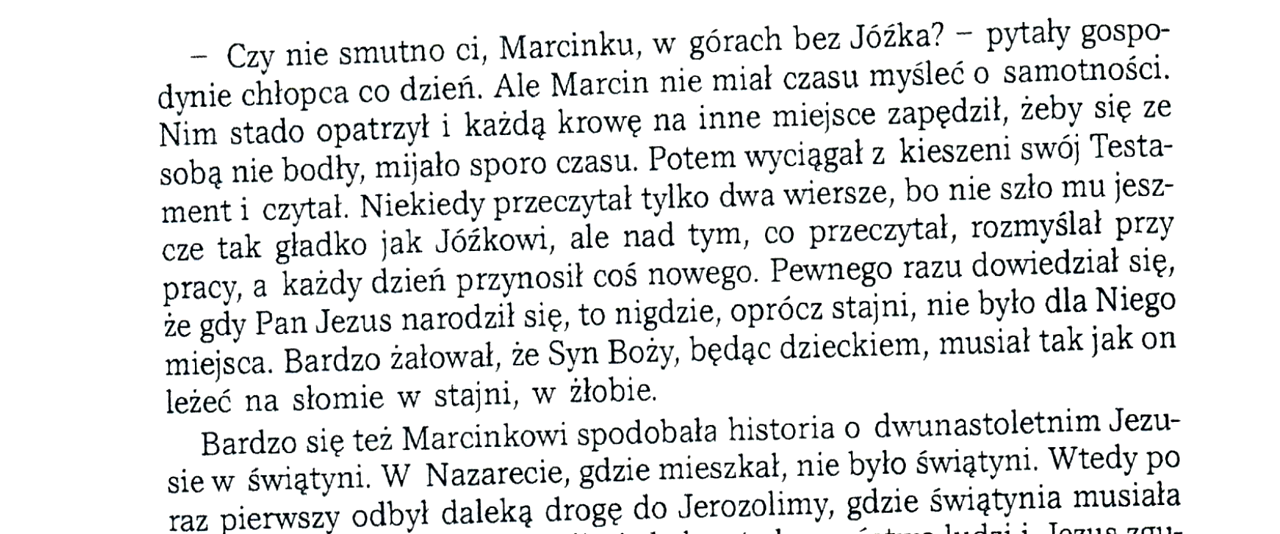 – Czy nie smutno ci, Marcinku, w górach bez Jóźka? – pytały gospo-
dynie chłopca co dzień. Ale Marcin nie miał czasu myśleć o samotności.
Nim stado opatrzył i każdą krowę na inne miejsce zapędził, żeby się ze
sobą nie bodły, mijało sporo czasu. Potem wyciągał z kieszeni swój Testa-
ment i czytał. Niekiedy przeczytał tylko dwa wiersze, bo nie szło mu jesz-
cze tak gładko jak Jóźkowi, ale nad tym, co przeczytał, rozmyślał przy
pracy, a każdy dzień przynosił coś nowego. Pewnego razu dowiedział się,
że gdy Pan Jezus narodził się, to nigdzie, oprócz stajni, nie było dla Niego
miejsca. Bardzo żałował, że Syn Boży, będąc dzieckiem, musiał tak jak on
leżeć na słomie w stajni, w żłobie.
Bardzo się też Marcinkowi spodobała historia o dwunastoletnim Jezu-
sie w świątyni. W Nazarecie, gdzie mieszkał, nie było świątyni. Wtedy po
raz pierwszy odbył daleką drogę do Jerozolimy, gdzie świątynia musiała
ludzi i Jezus zgu-